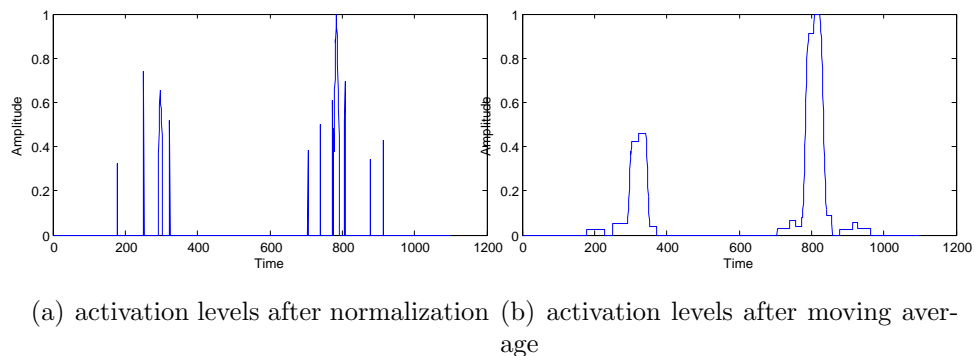 1
0.8
0.6
0.4
0.2
0
Amplitude
0 200 400 600 800 1000 1200
Time
1
0.8
0.6
0.4
0.2
0
Amplitude
0 200 400 600 800 1000 1200
Time
(a) activation levels after normalization
(b) activation levels after moving aver-
age